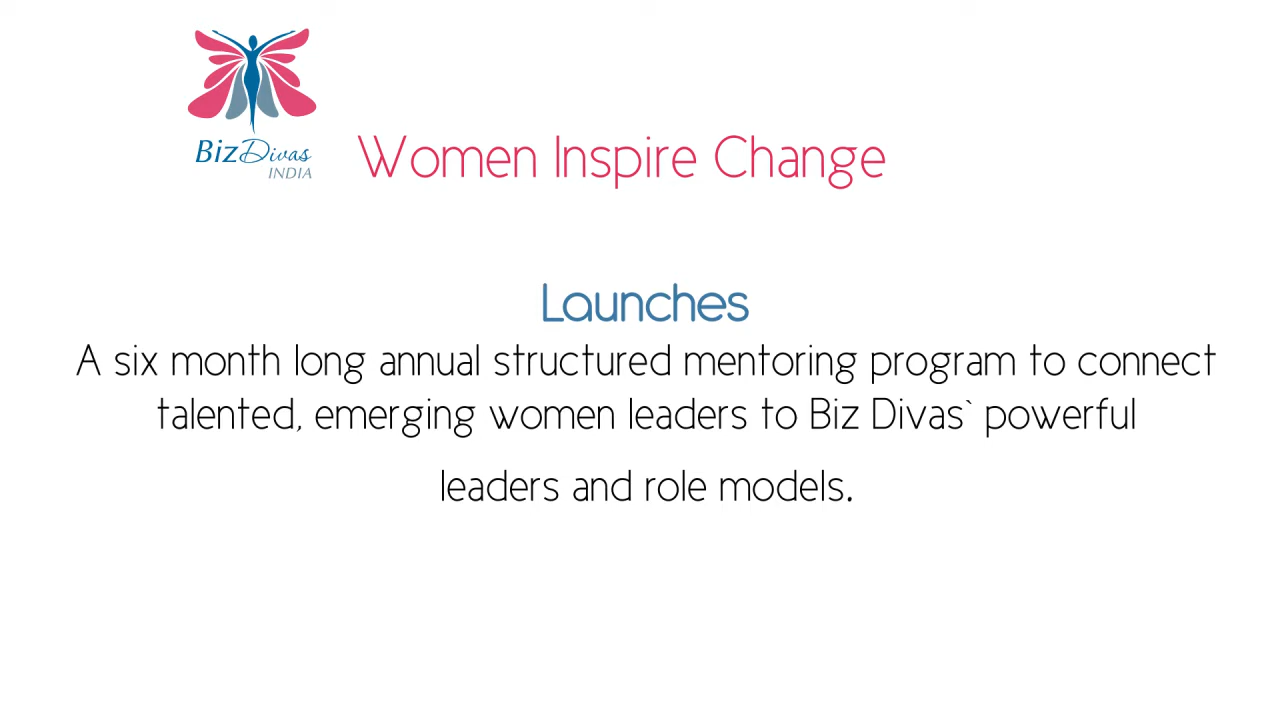 BizDivas
INDIA
Women Inspire Change
Launches
A six month long annual structured mentoring program to connect
talented, emerging women leaders to Biz Divas` powerful
leaders and role models.